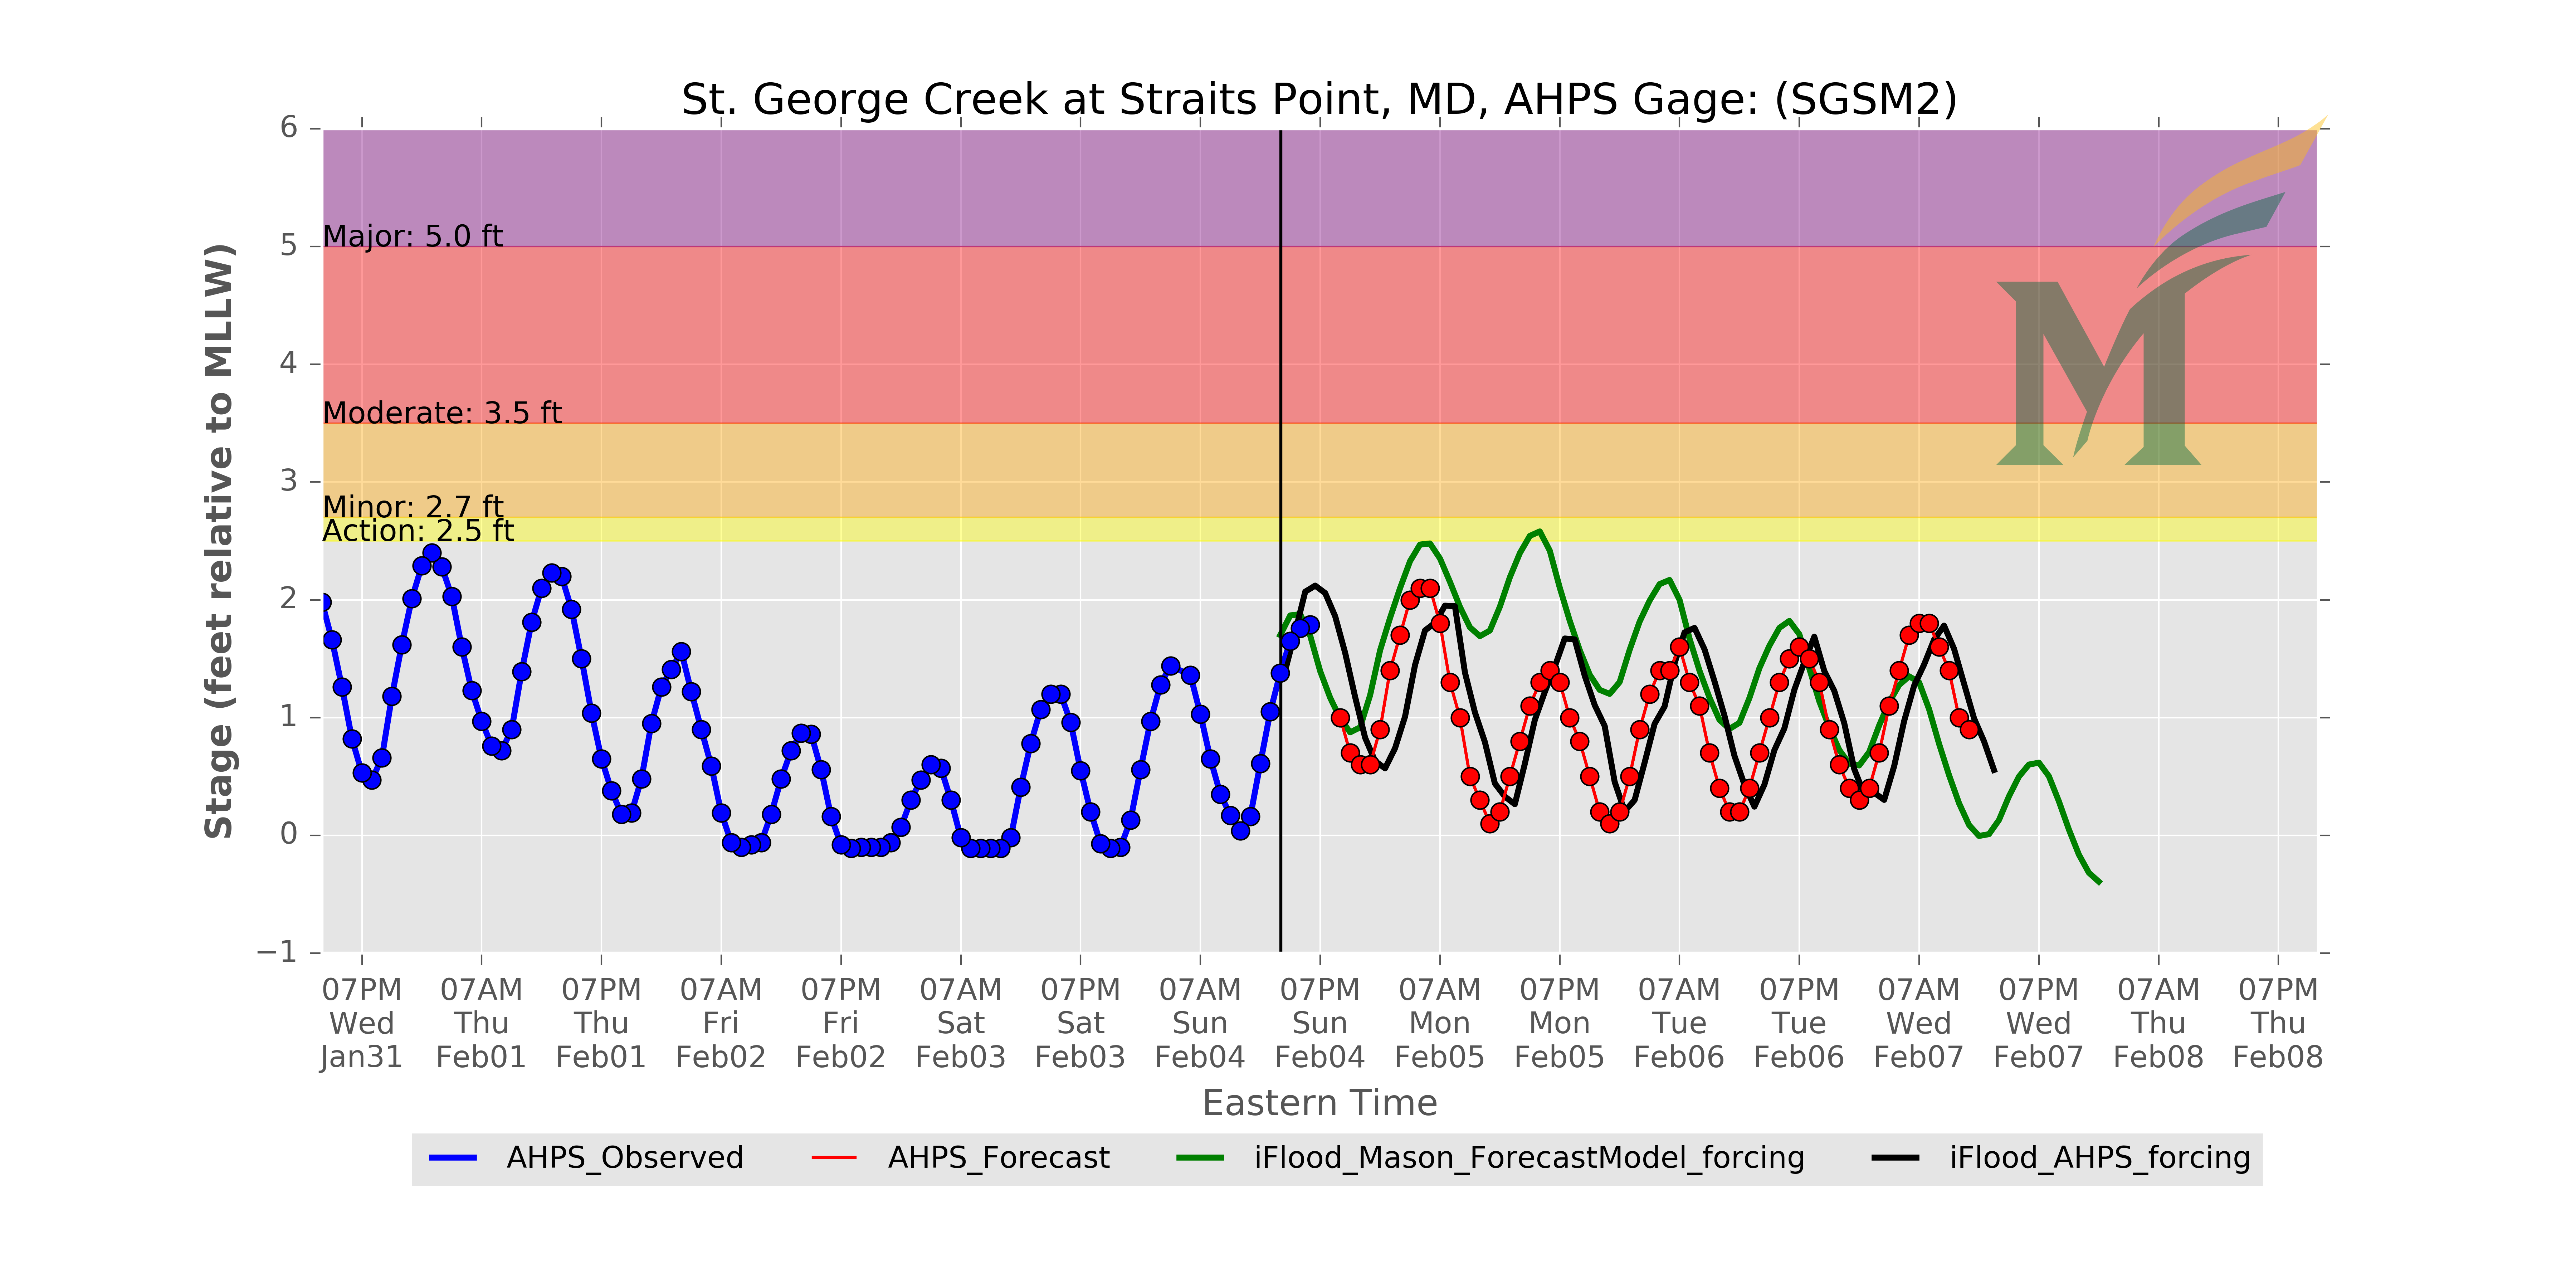 St. George Creek at Straits Point, MD, AHPS Gage: (SGSM2)
Stage (feet relative to MLLW)
6
5
4
3
2
1
0
−1
Major: 5.0 ft
Moderate: 3.5 ft
Minor: 2.7 ft
Action: 2.5 ft
M
07PM 07AM 07PM 07AM 07PM 07AM 07PM 07AM 07PM 07AM 07PM 07AM 07PM 07AM 07PM 07AM 07PM
Wed Thu Thu Fri Fri Sat Sat Sun Sun Mon Mon Tue Tue Wed Wed Thu Thu
Jan31 Feb01 Feb01 Feb02 Feb02 Feb03 Feb03 Feb04 Feb04 Feb05 Feb05 Feb06 Feb06 Feb07 Feb07 Feb08 Feb08
Eastern Time
AHPS_Observed AHPS_Forecast iFlood_Mason_ForecastModel_forcing iFlood_AHPS_forcing